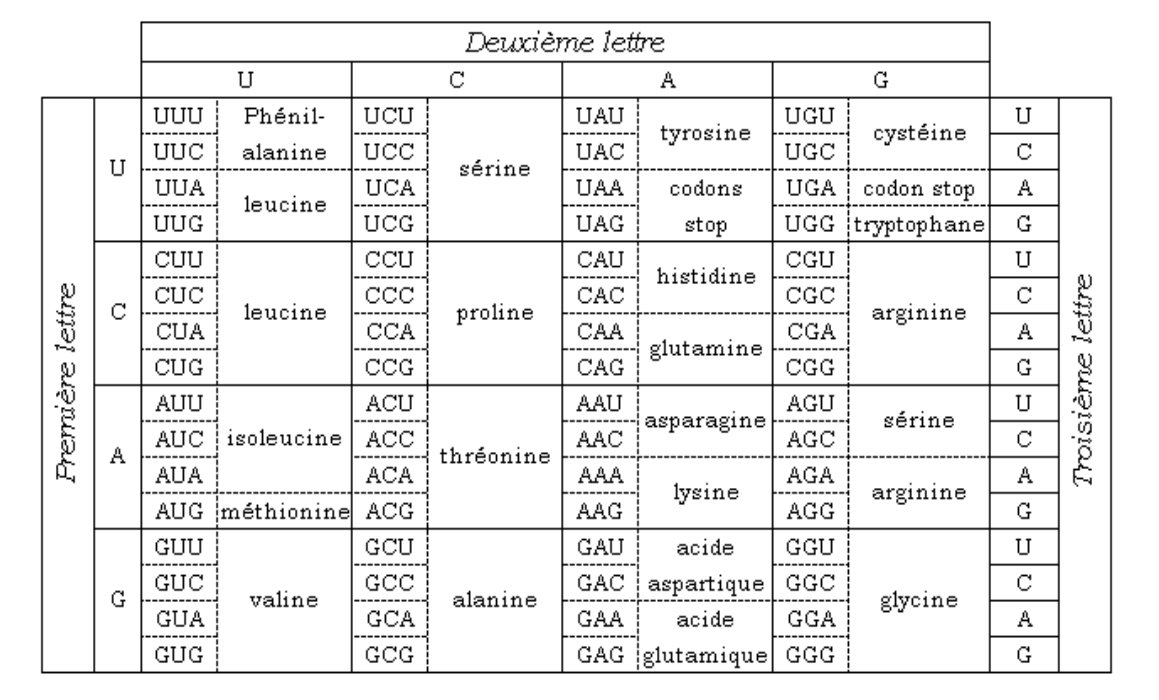 Deuxième lettre
U C A G
Première lettre
Troisième lettre
U
UUU Phénil- UCU sérine UAU tyrosine UGU cystéine U
UUC alanine UCC UAC UGC C
UUA leucine UCA UAA codons UGA codon stop A
UUG UCG UAG stop UGG tryptophane G
C
CUU leucine CCU proline CAU histidine CGU arginine U
CUC CCC CAC CGC C
CUA CCA CAA glutamine CGA A
CUG CCG CAG CGG G
A
AUU isoleucine ACU thréonine AAU asparagine AGU sérine U
AUC ACC AAC AGC C
AUA ACA AAA lysine AGA arginine A
AUG méthionine ACG AAG AGG G
G
GUU valine GCU alanine GAU acide GGU glycine U
GUC GCC GAC aspartique GGC C
GUA GCA GAA acide GGA A
GUG GCG GAG glutamique GGG G